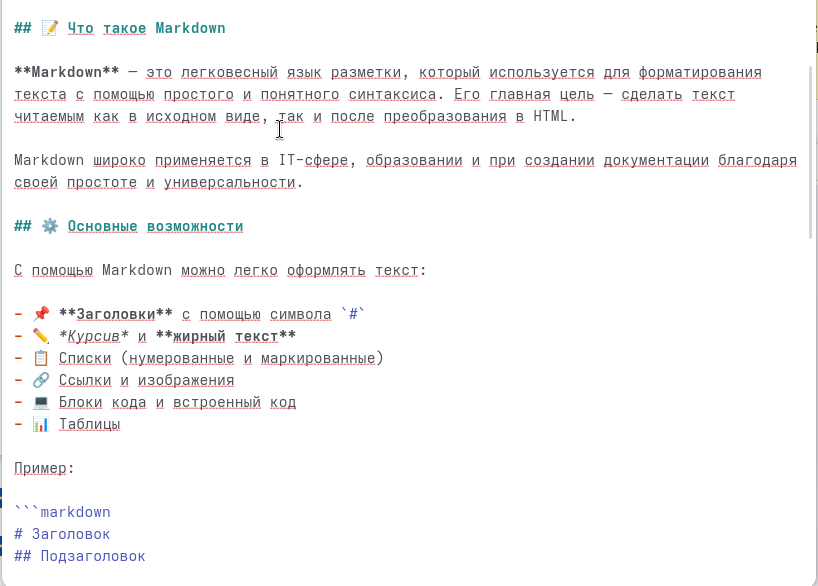 ## 📝 Что такое Markdown
**Markdown** — это легковесный язык разметки, который используется для форматирования
текста с помощью простого и понятного синтаксиса. Его главная цель — сделать текст
читаемым как в исходном виде, так и после преобразования в HTML.
Markdown широко применяется в IT-сфере, образовании и при создании документации благодаря
своей простоте и универсальности.
## ⚙️ Основные возможности
С помощью Markdown можно легко оформлять текст:
- 📌 **Заголовки** с помощью символа `#`
- ✏️ *Курсив* и **жирный текст**
- 📋 Списки (нумерованные и маркированные)
- 🔗 Ссылки и изображения
- 💻 Блоки кода и встроенный код
- 📊 Таблицы
Пример:
```markdown
# Заголовок
## Подзаголовок